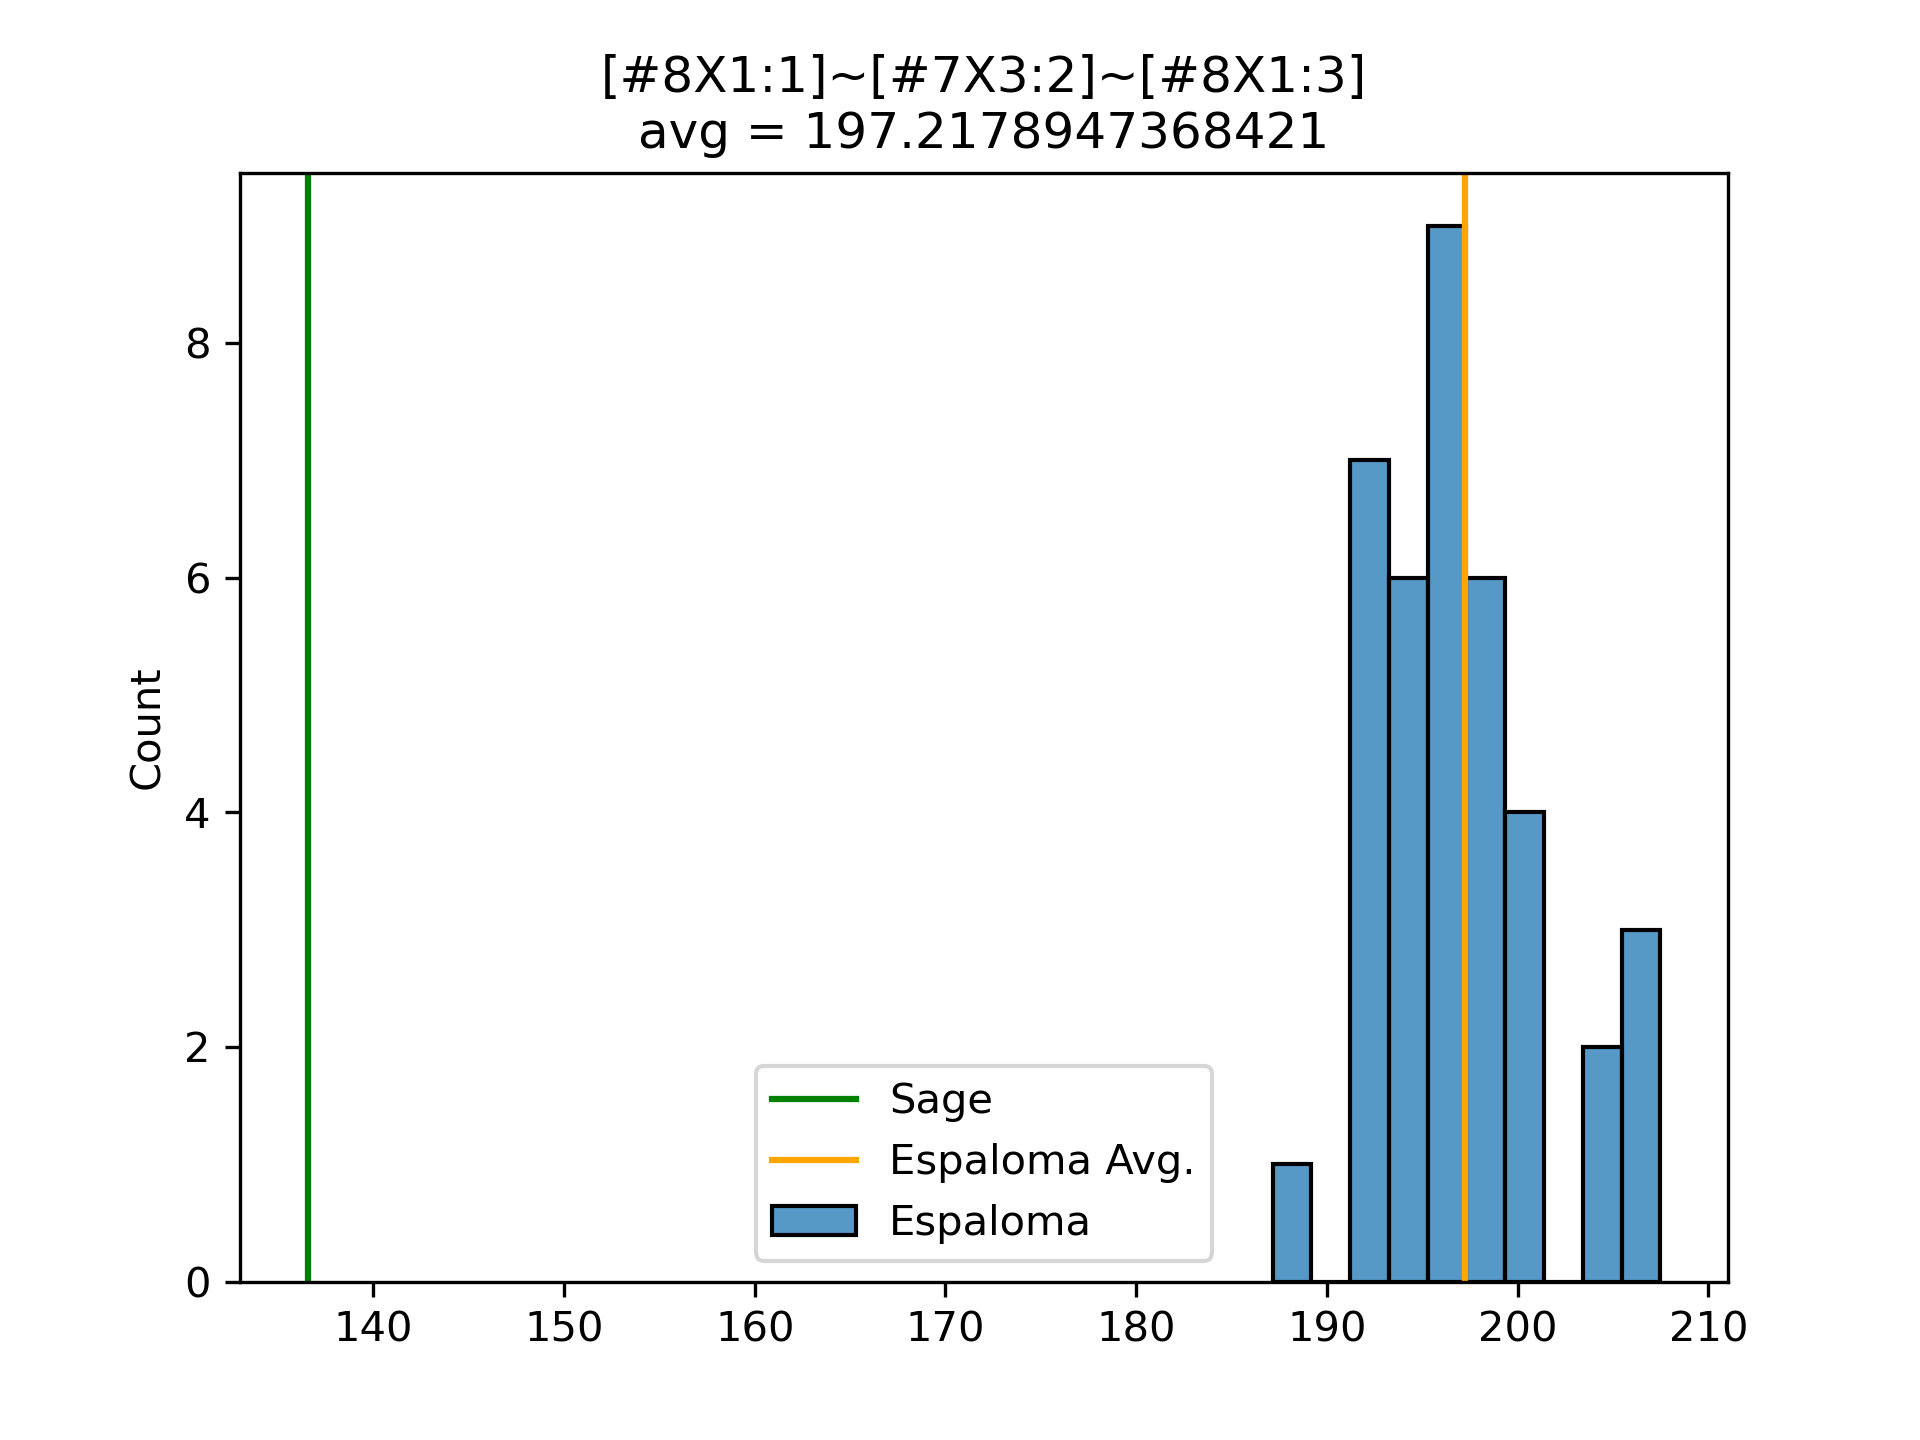 [#8X1:1]~[#7X3:2]~[#8X1:3]
avg = 197.2178947368421
Count
8
6
4
2
0
Sage
Espaloma Avg.
Espaloma
140 150 160 170 180 190 200 210